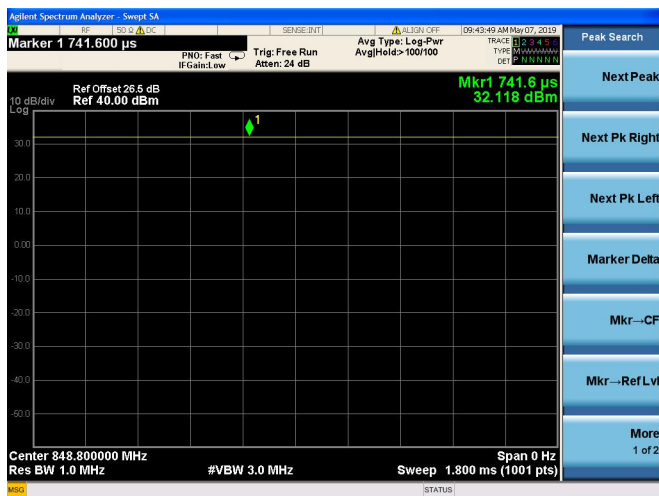 Agilent Spectrum Analyzer - Swept SA
RF 50 Ω DC SENSE:INT ALIGN OFF 09:43:49 AM May 07, 2019
Marker 1 741.600 µs
PNO: Fast
IFGain:Low
Trig: Free Run
Atten: 24 dB
Avg Type: Log-Pwr
Avg|Hold:>100/100
TRACE 1 2 3 4 5 6
TYPE M
DET P N N N N N
Peak Search
Ref Offset 26.5 dB
Ref 40.00 dBm
10 dB/div
Log
Mkr1 741.6 µs
32.118 dBm
1
30.0
20.0
10.0
0.00
-10.0
-20.0
-30.0
-40.0
-50.0
Center 848.800000 MHz
Span 0 Hz
Res BW 1.0 MHz
#VBW 3.0 MHz
Sweep 1.800 ms (1001 pts)
MSG
STATUS
Next Peak
Next Pk Right
Next Pk Left
Marker Delta
Mkr→CF
Mkr→Ref Lvl
More
1 of 2